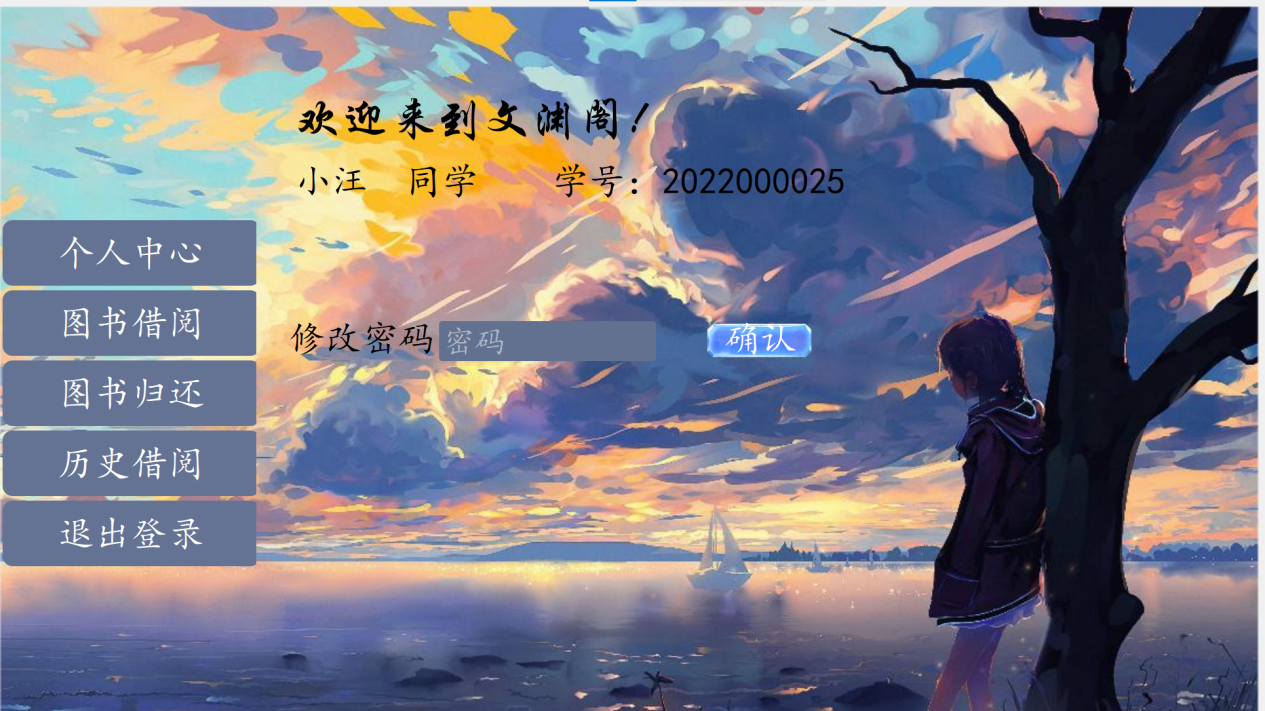 欢迎来到文渊阁!
小汪 同学 学号：2022000025
个人中心
图书借阅
修改密码 密码 确认
图书归还
历史借阅
退出登录